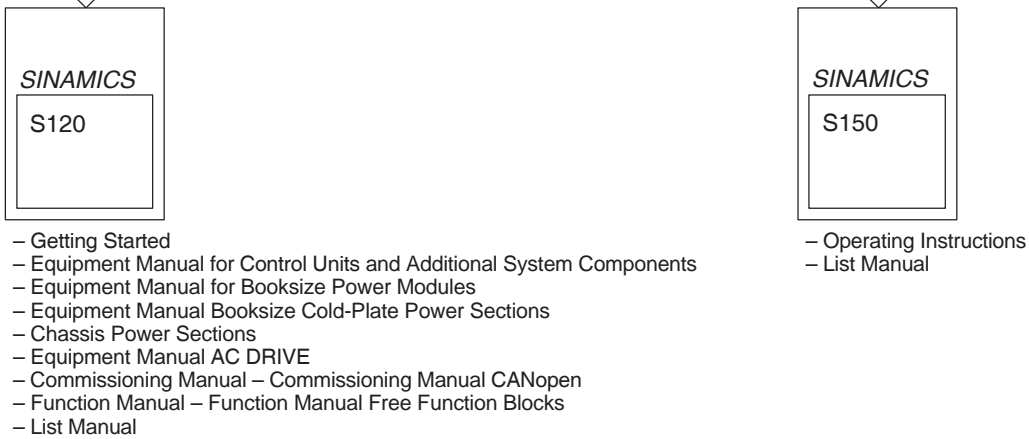 SINAMICS
S120
– Getting Started
– Equipment Manual for Control Units and Additional System Components
– Equipment Manual for Booksize Power Modules
– Equipment Manual Booksize Cold-Plate Power Sections
– Chassis Power Sections
– Equipment Manual AC DRIVE
– Commissioning Manual – Commissioning Manual CANopen
– Function Manual – Function Manual Free Function Blocks
– List Manual
SINAMICS
S150
– Operating Instructions
– List Manual